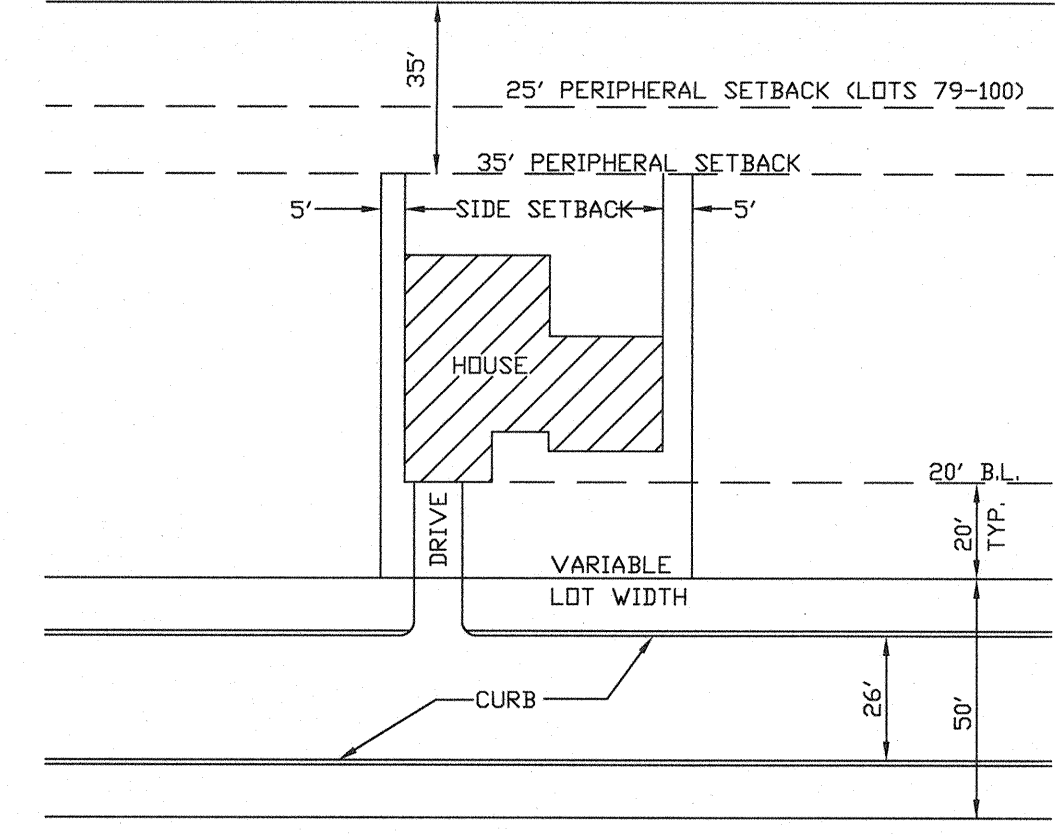 35'
25' PERIPHERAL SETBACK (LOTS 79-100)
35' PERIPHERAL SETBACK
5' SIDE SETBACK 5'
HOUSE
20' B.L.
20' TYP.
DRIVE
VARIABLE
LOT WIDTH
CURB
26'
50'